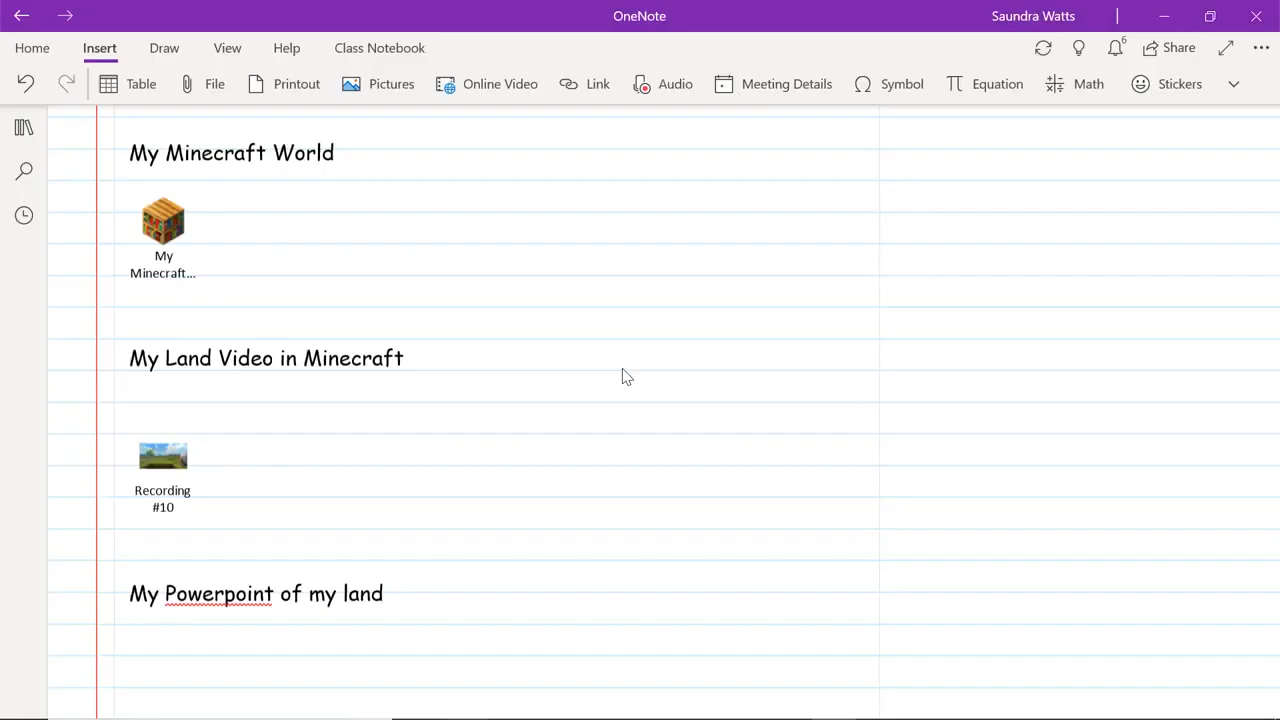 OneNote
Saundra Watts
Home
Insert
Draw
View
Help
Class Notebook
6
Share
Table
File
Printout
Pictures
Online Video
Link
Audio
Meeting Details
Symbol
Equation
Math
Stickers
My Minecraft World
My
Minecraft...
My Land Video in Minecraft
Recording
#10
My Powerpoint of my land